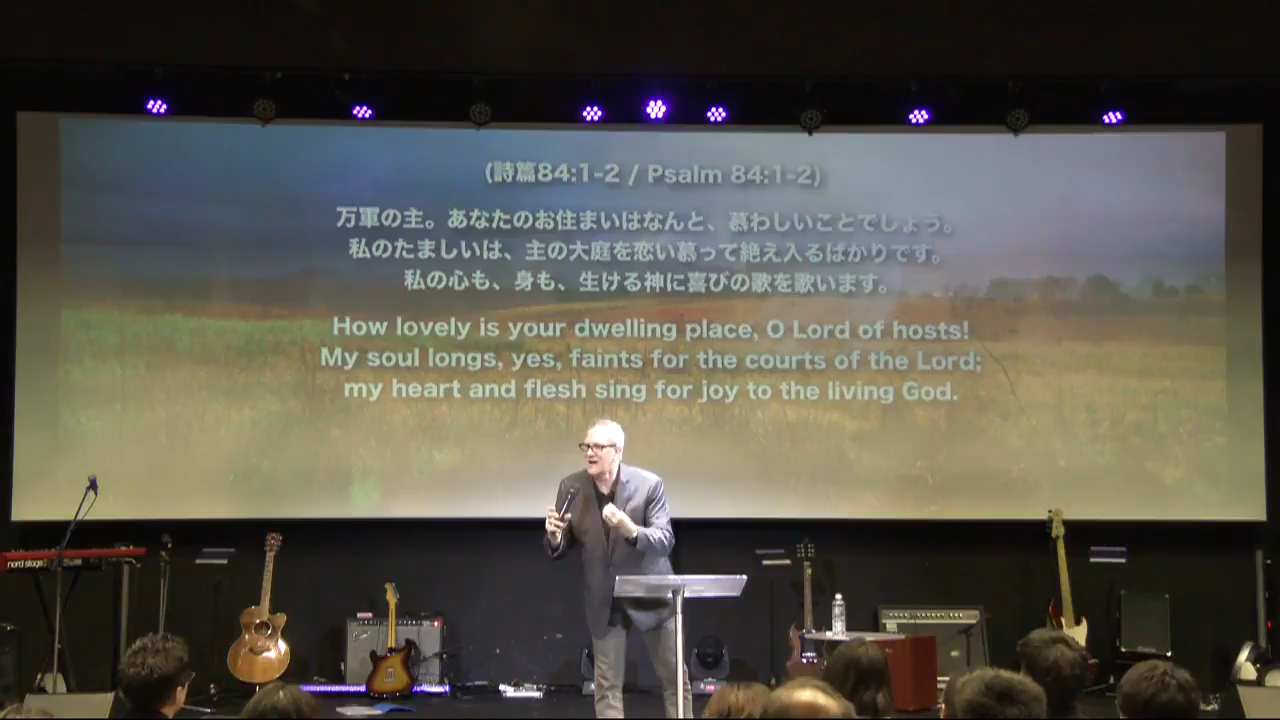 (詩篇84:1-2 / Psalm 84:1-2)
万軍の主。あなたのお住まいはなんと、慕わしいことでしょう。
私のたましいは、主の大庭を恋い慕って絶え入るばかりです。
私の心も、身も、生ける神に喜びの歌を歌います。
How lovely is your dwelling place, O Lord of hosts!
My soul longs, yes, faints for the courts of the Lord;
my heart and flesh sing for joy to the living God.
nord stage